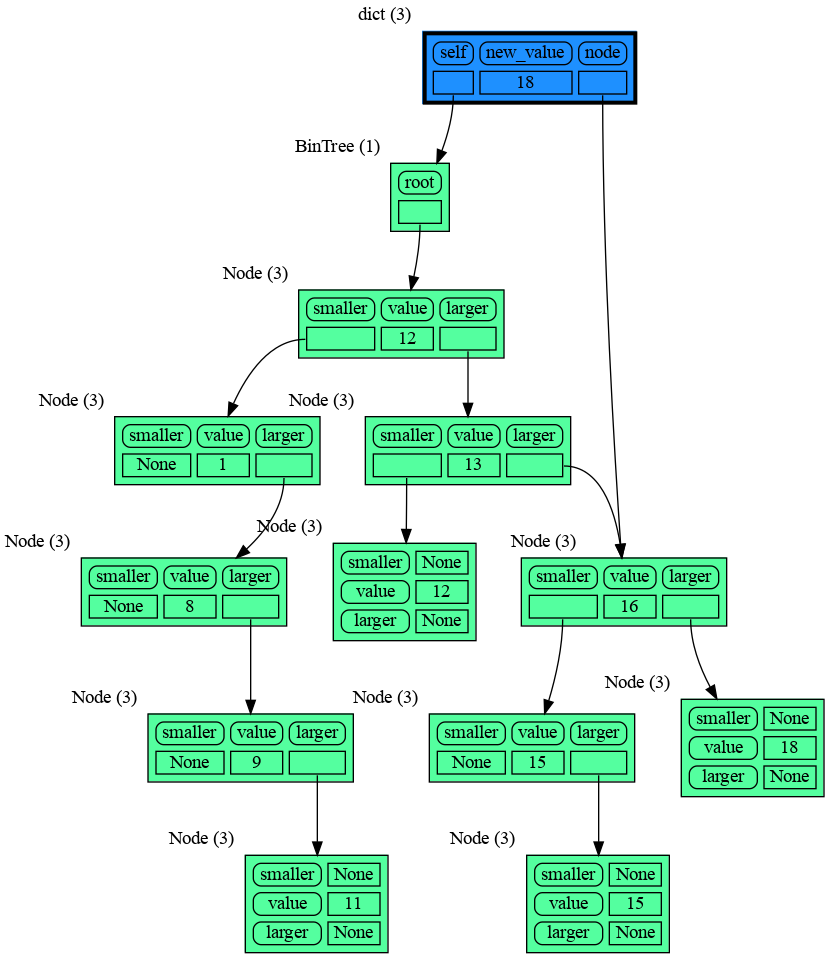 dict (3)
self new_value node
18
BinTree (1)
root
Node (3)
smaller value larger
12
Node (3)
smaller value larger
None 1
Node (3)
smaller value larger
13
Node (3)
smaller value larger
None 8
Node (3)
smaller None
value 12
larger None
Node (3)
smaller value larger
16
Node (3)
smaller value larger
None 9
Node (3)
smaller value larger
None 15
Node (3)
smaller None
value 18
larger None
Node (3)
smaller None
value 11
larger None
Node (3)
smaller None
value 15
larger None